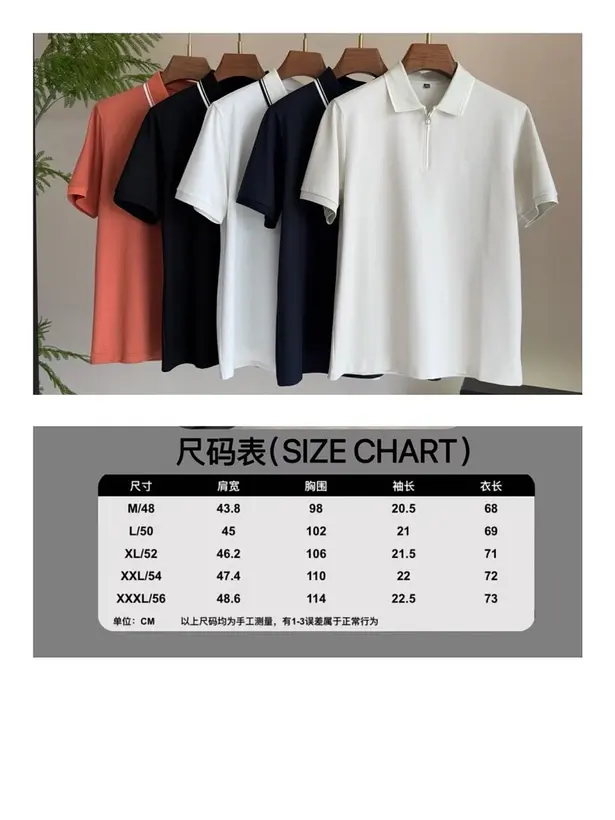 尺码表(SIZE CHART)
尺寸 肩宽 胸围 袖长 衣长
M/48 43.8 98 20.5 68
L/50 45 102 21 69
XL/52 46.2 106 21.5 71
XXL/54 47.4 110 22 72
XXXL/56 48.6 114 22.5 73
单位：CM 以上尺码均为手工测量，有1-3误差属于正常行为